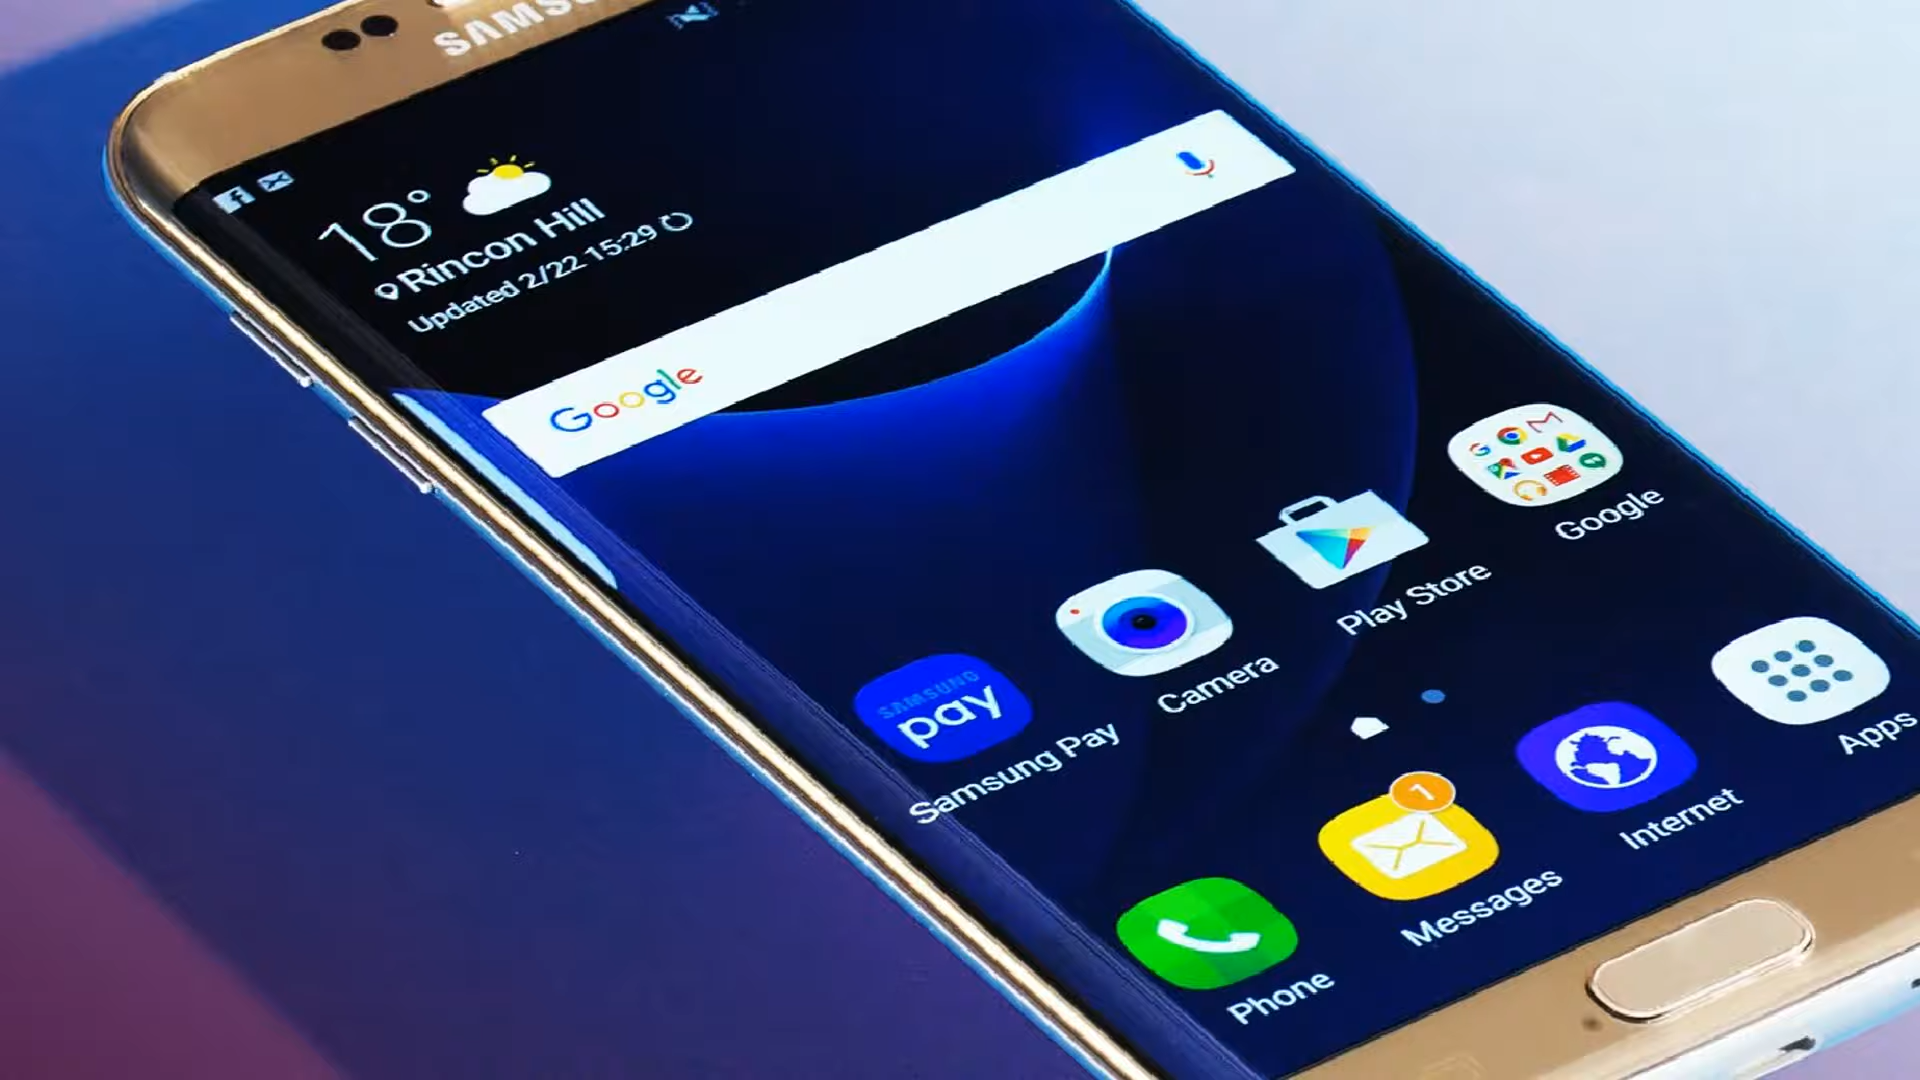 SAMSU
18°
Rincon Hill
Updated 2/22 15:29
Google
Google
Play Store
Camera
SAMSUNG
pay
Samsung Pay
Apps
Internet
1
Messages
Phone